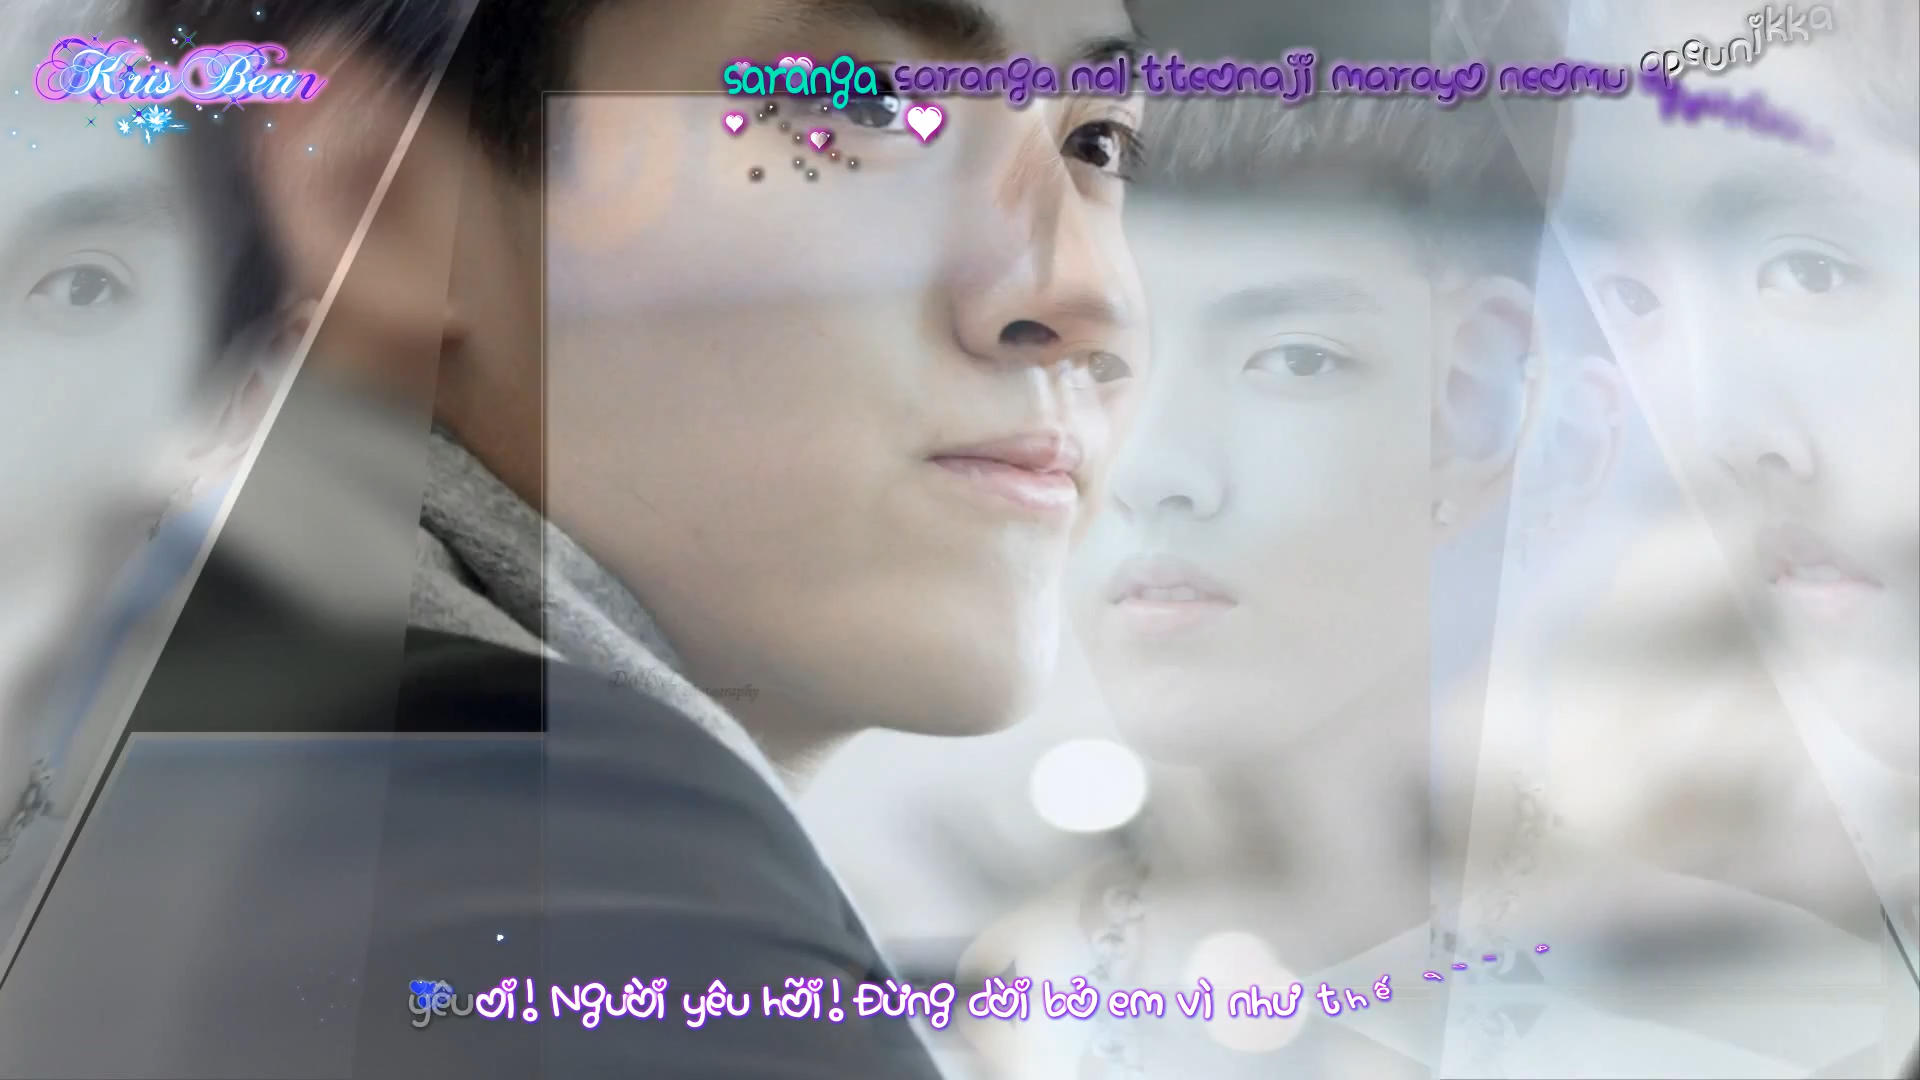 Kris Benn
saranga saranga nal tteonaji marayo neomu apeunikka
yêu ơi! Người yêu hỡi! Đừng dời bỏ em vì như thế